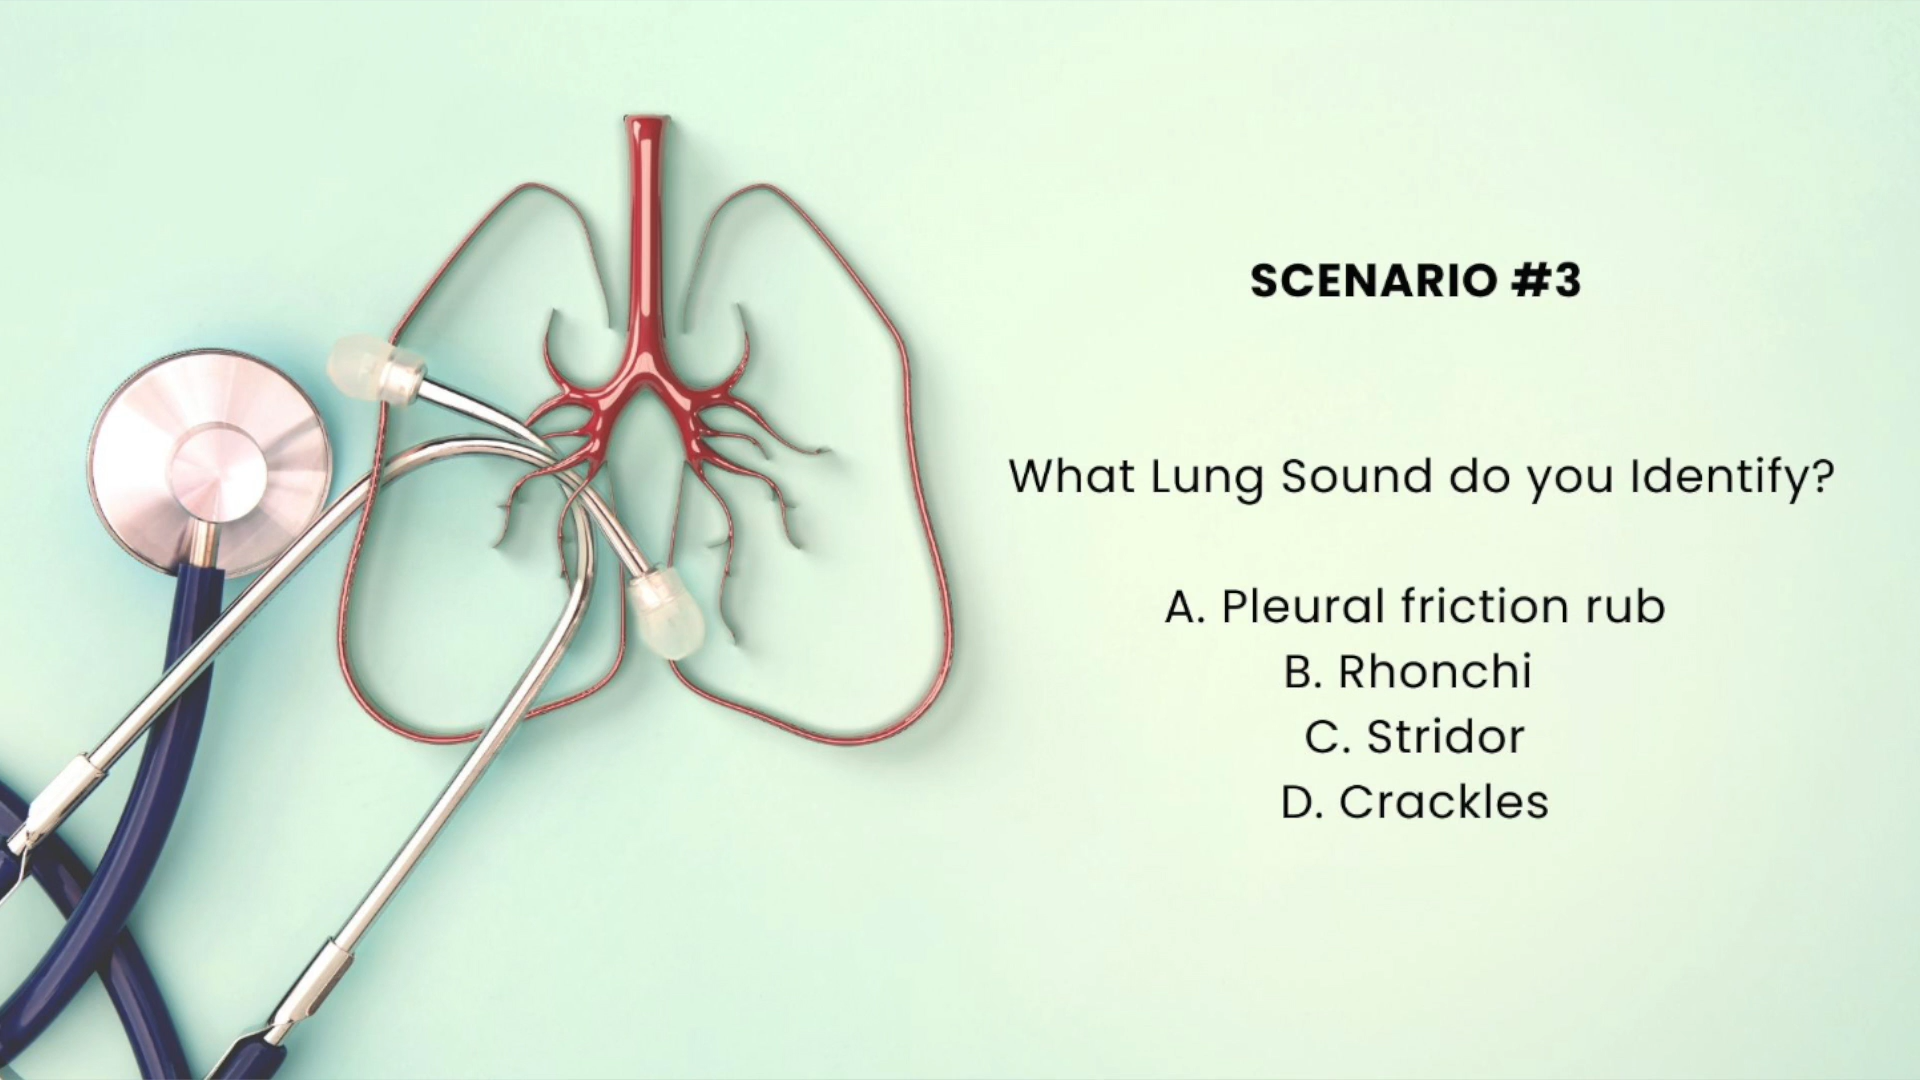 SCENARIO #3
What Lung Sound do you Identify?
A. Pleural friction rub
B. Rhonchi
C. Stridor
D. Crackles